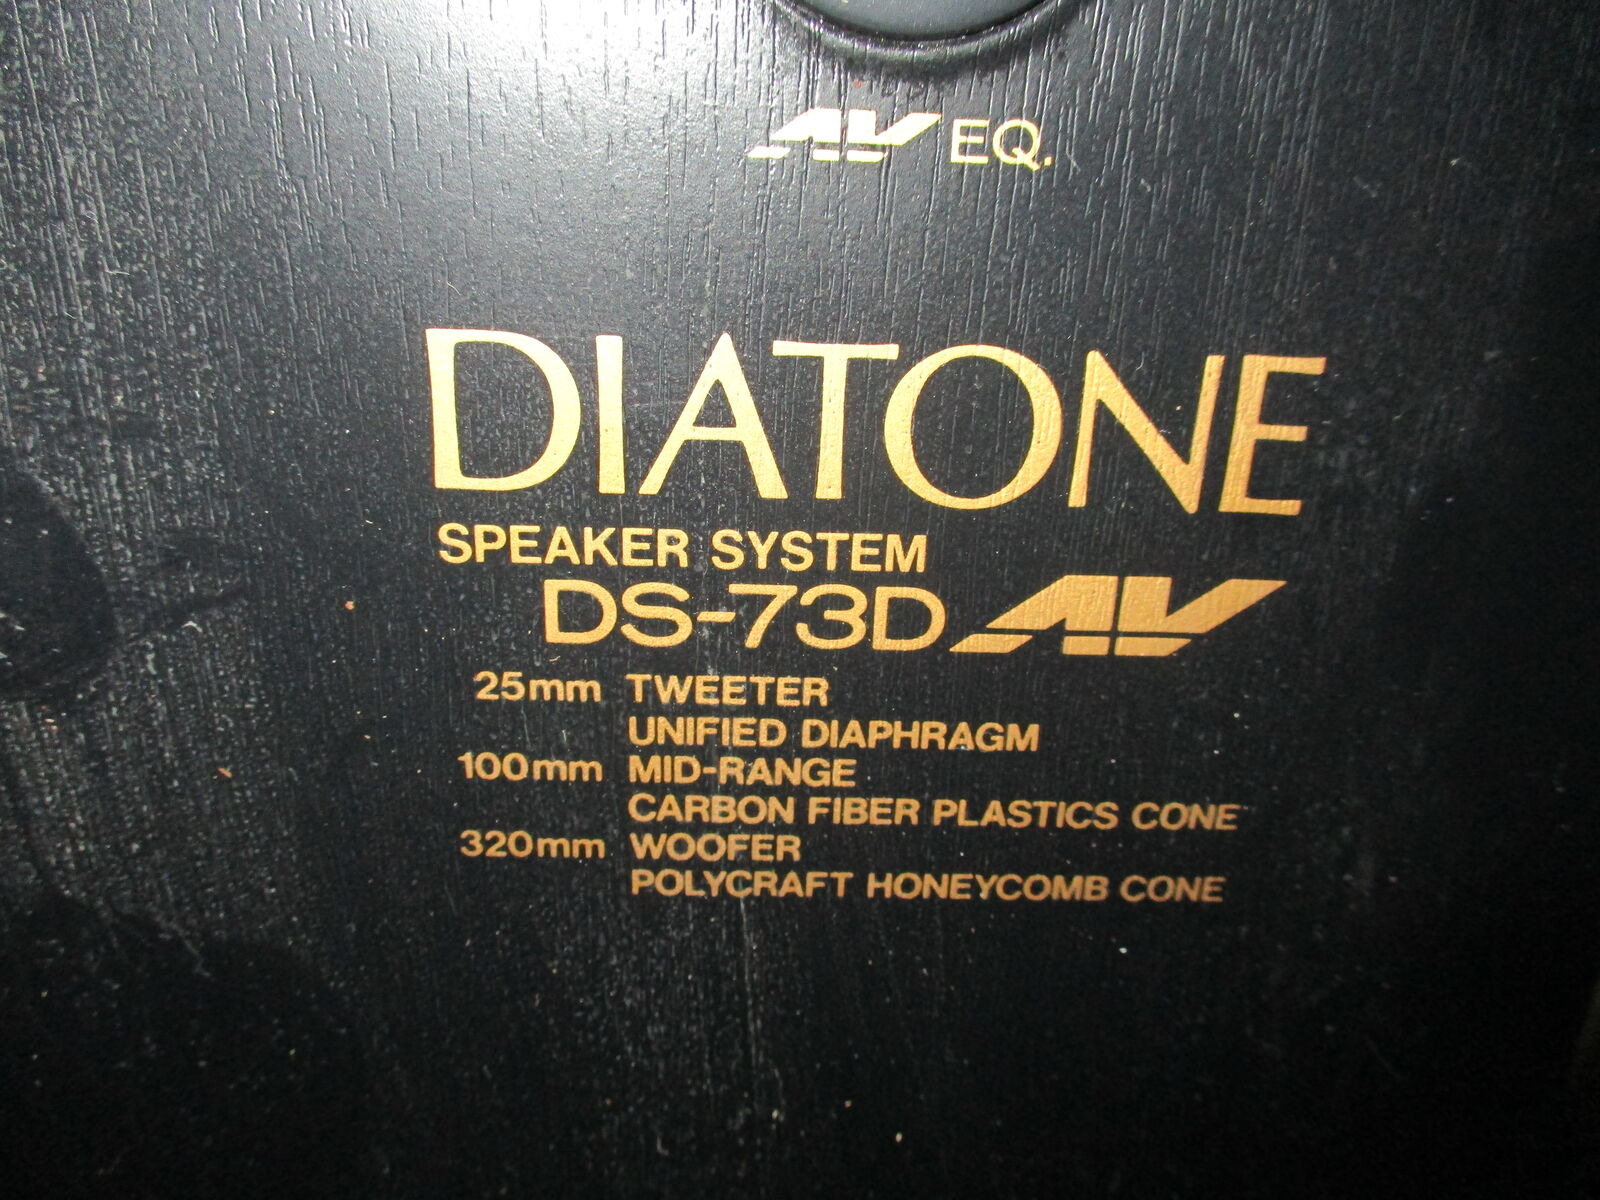 AV EQ.
DIATONE
SPEAKER SYSTEM
DS-73D AV
25mm TWEETER
UNIFIED DIAPHRAGM
100mm MID-RANGE
CARBON FIBER PLASTICS CONE
320mm WOOFER
POLYCRAFT HONEYCOMB CONE